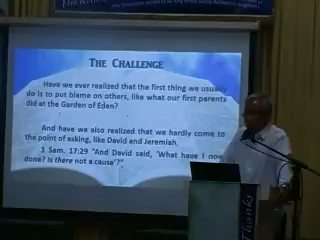 THE CHALLENGE
Have we ever realized that the first thing we usually
do is to put blame on others, like what our first parents
did at the Garden of Eden?
And have we also realized that we hardly come to
the point of asking, like David and Jeremiah,
1 Sam. 17:29 "And David said, 'What have I now
done? Is there not a cause'?"
Thanks